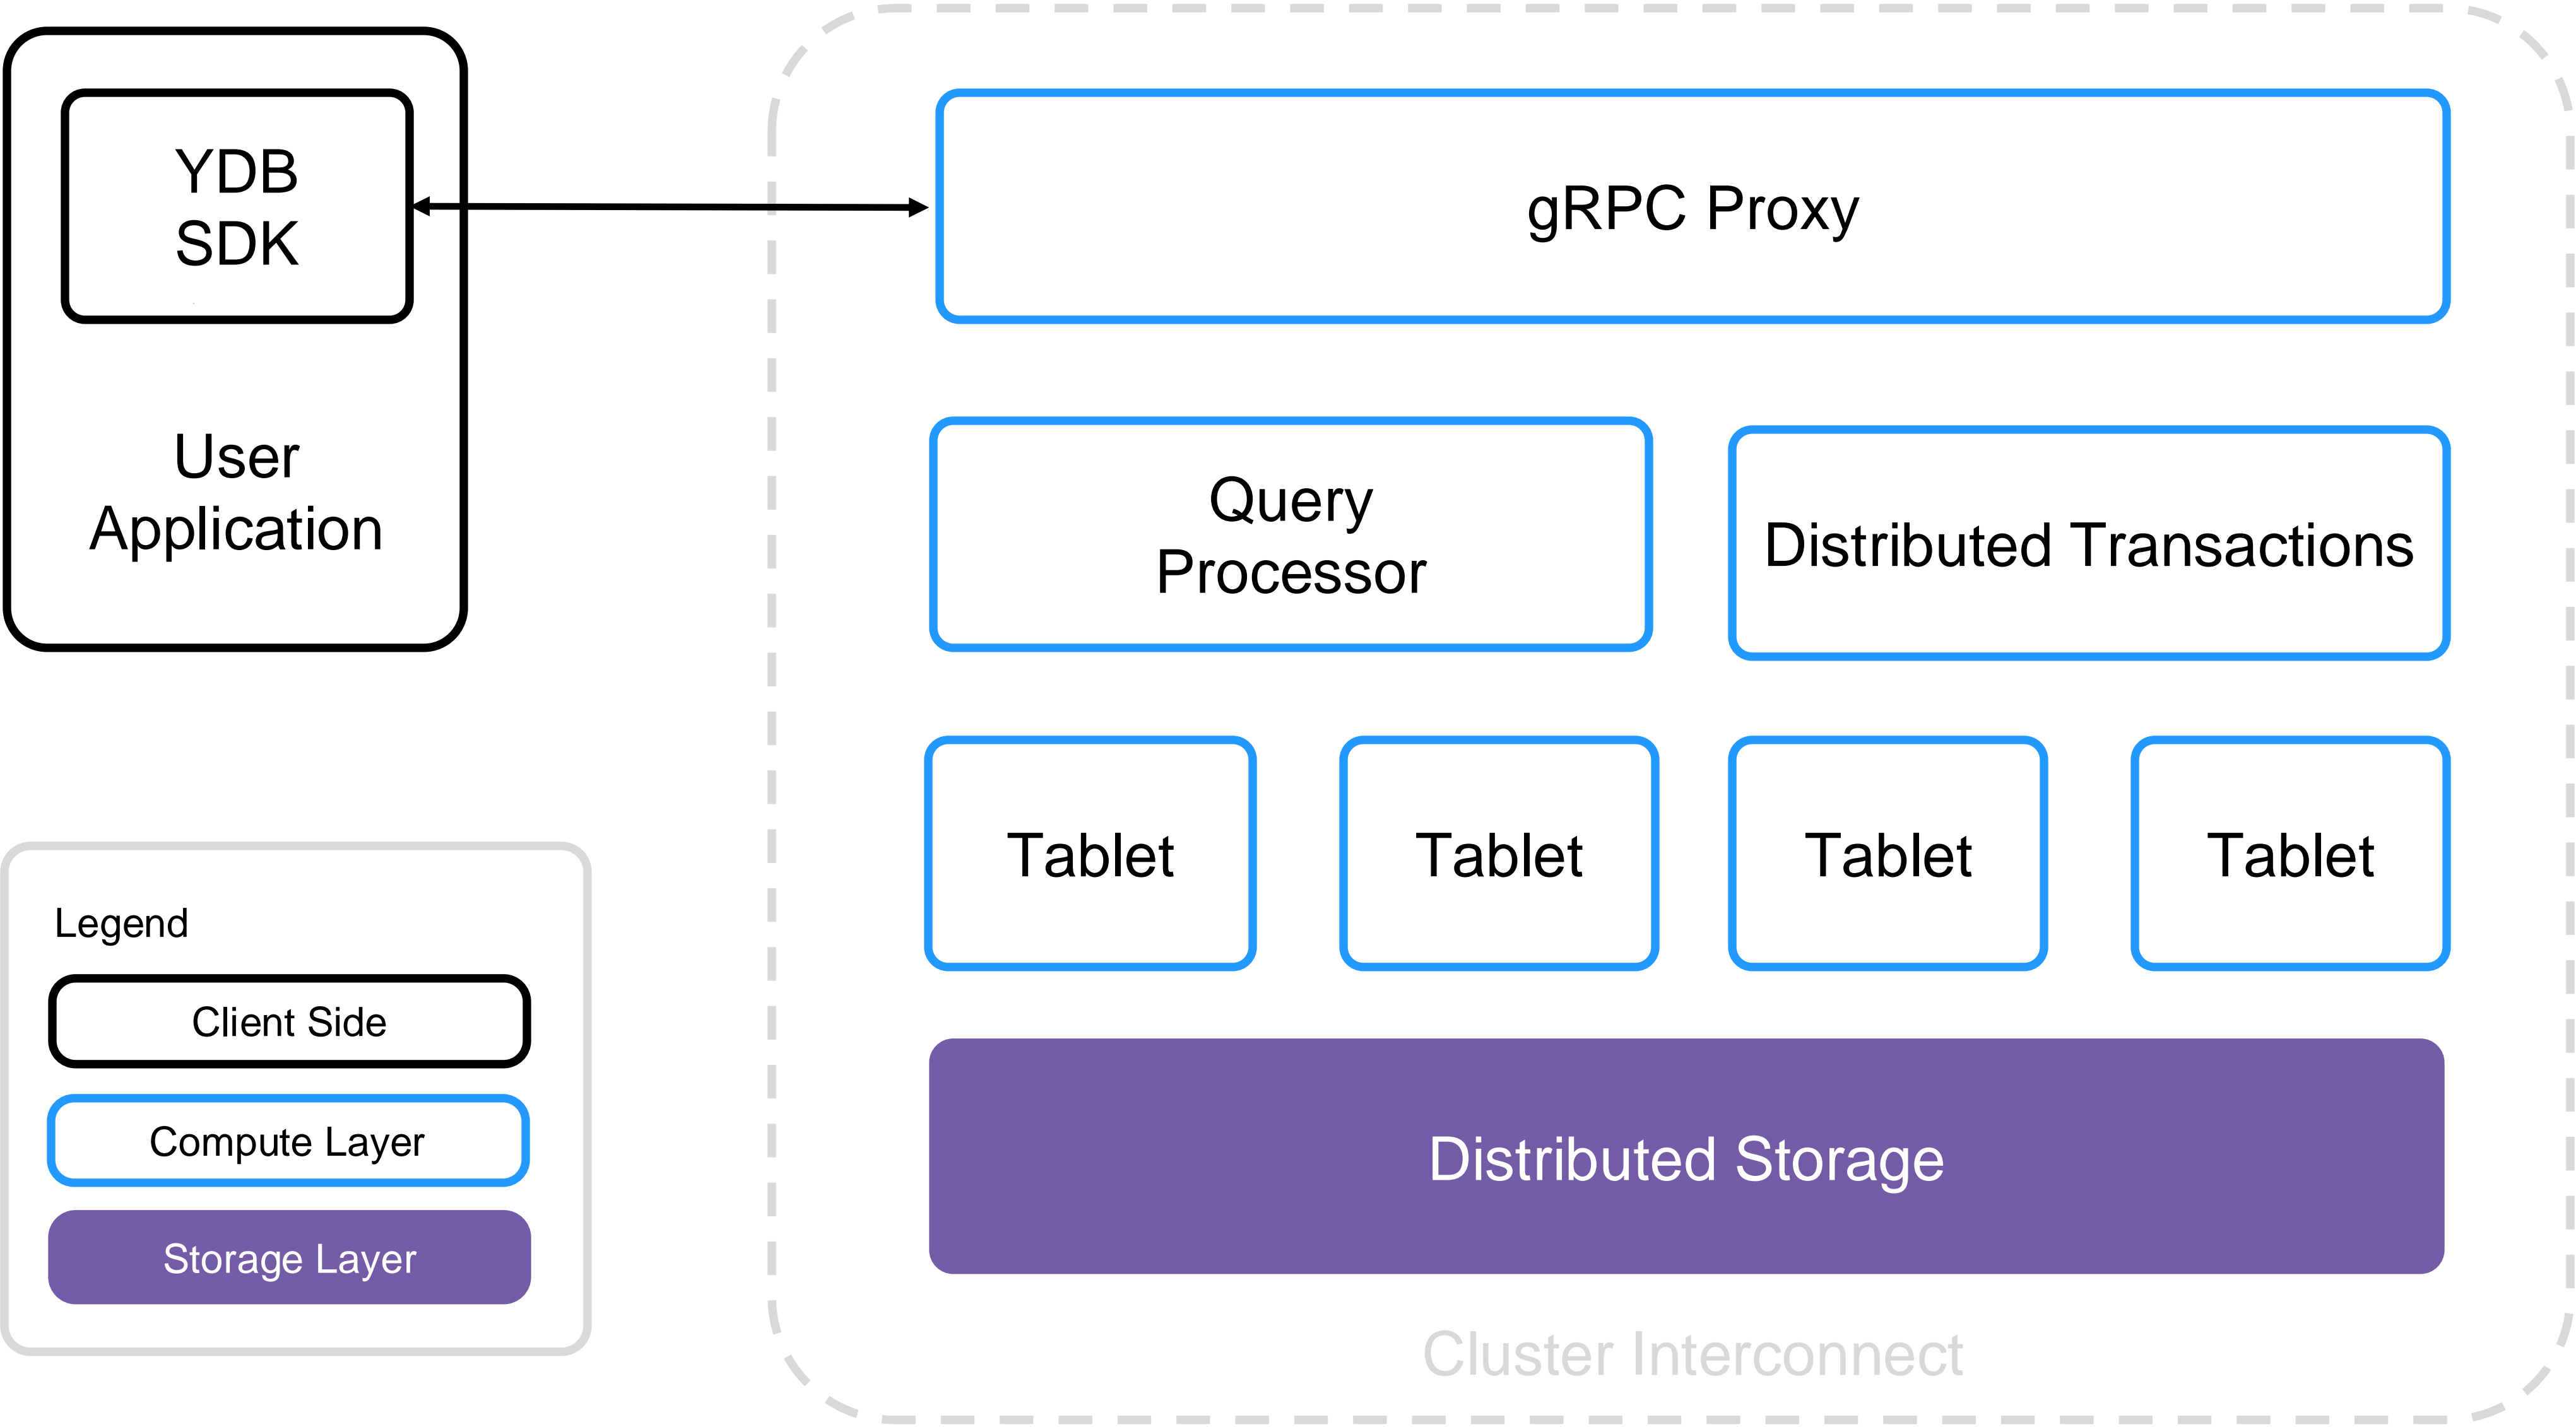 YDB
SDK
User
Application
gRPC Proxy
Query
Processor
Distributed Transactions
Tablet
Tablet
Tablet
Tablet
Distributed Storage
Cluster Interconnect
Legend
Client Side
Compute Layer
Storage Layer